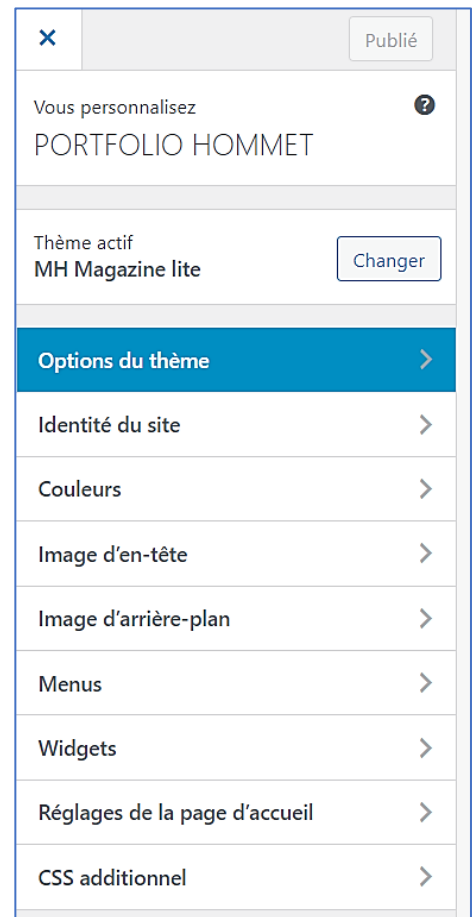 Publié
Vous personnalisez
PORTFOLIO HOMMET
Thème actif
MH Magazine lite
Changer
Options du thème
Identité du site
Couleurs
Image d’en-tête
Image d’arrière-plan
Menus
Widgets
Réglages de la page d’accueil
CSS additionnel